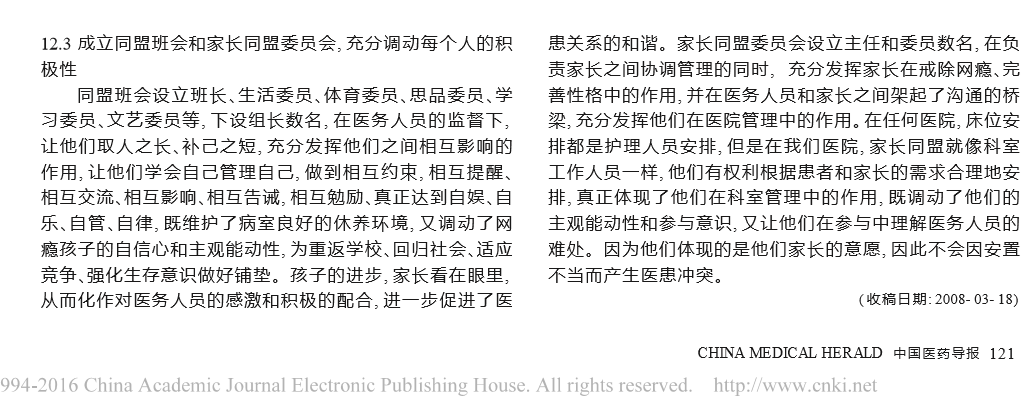 12.3 成立同盟班会和家长同盟委员会, 充分调动每个人的积
极性
同盟班会设立班长、生活委员、体育委员、思品委员、学
习委员、文艺委员等, 下设组长数名, 在医务人员的监督下,
让他们取人之长、补己之短, 充分发挥他们之间相互影响的
作用, 让他们学会自己管理自己, 做到相互约束, 相互提醒、
相互交流、相互影响、相互告诫, 相互勉励、真正达到自娱、自
乐、自管、自律, 既维护了病室良好的休养环境, 又调动了网
瘾孩子的自信心和主观能动性, 为重返学校、回归社会、适应
竞争、强化生存意识做好铺垫。孩子的进步, 家长看在眼里,
从而化作对医务人员的感激和积极的配合, 进一步促进了医
患关系的和谐。家长同盟委员会设立主任和委员数名, 在负
责家长之间协调管理的同时, 充分发挥家长在戒除网瘾、完
善性格中的作用, 并在医务人员和家长之间架起了沟通的桥
梁, 充分发挥他们在医院管理中的作用。在任何医院, 床位安
排都是护理人员安排, 但是在我们医院, 家长同盟就像科室
工作人员一样, 他们有权利根据患者和家长的需求合理地安
排, 真正体现了他们在科室管理中的作用, 既调动了他们的
主观能动性和参与意识, 又让他们在参与中理解医务人员的
难处。因为他们体现的是他们家长的意愿, 因此不会因安置
不当而产生医患冲突。
( 收稿日期: 2008- 03- 18)
CHINA MEDICAL HERALD 中国医药导报 121
994-2016 China Academic Journal Electronic Publishing House. All rights reserved. http://www.cnki.net